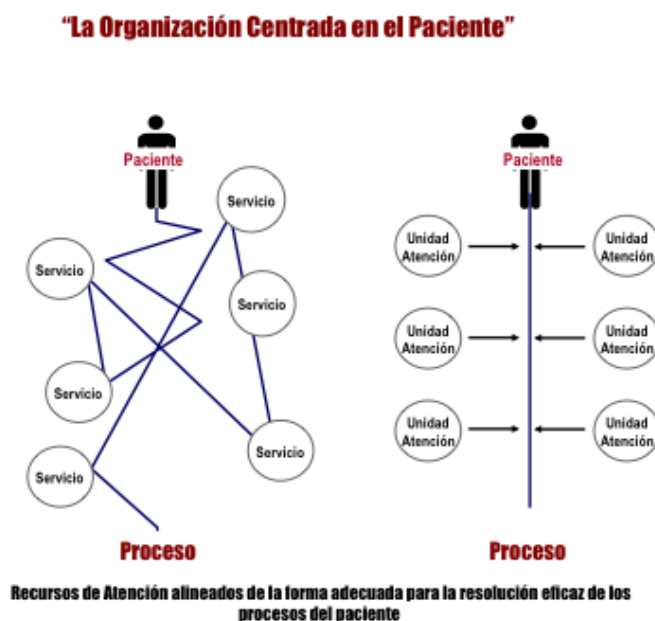 “La Organización Centrada en el Paciente”
Paciente
Servicio
Servicio
Servicio
Servicio
Servicio
Servicio
Proceso
Paciente
Unidad
Atención
Unidad
Atención
Unidad
Atención
Unidad
Atención
Unidad
Atención
Unidad
Atención
Proceso
Recursos de Atención alineados de la forma adecuada para la resolución eficaz de los
procesos del paciente